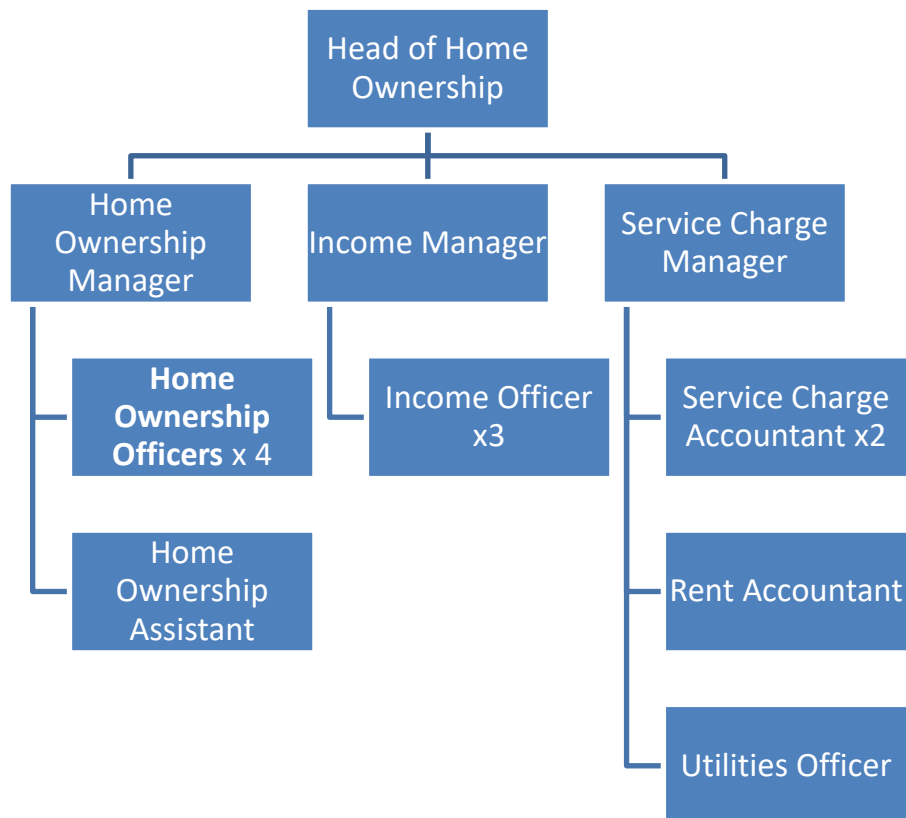 Head of Home
Ownership
Home
Ownership
Manager
Income Manager
Service Charge
Manager
Home
Ownership
Officers x 4
Income Officer
x3
Service Charge
Accountant x2
Home
Ownership
Assistant
Rent Accountant
Utilities Officer